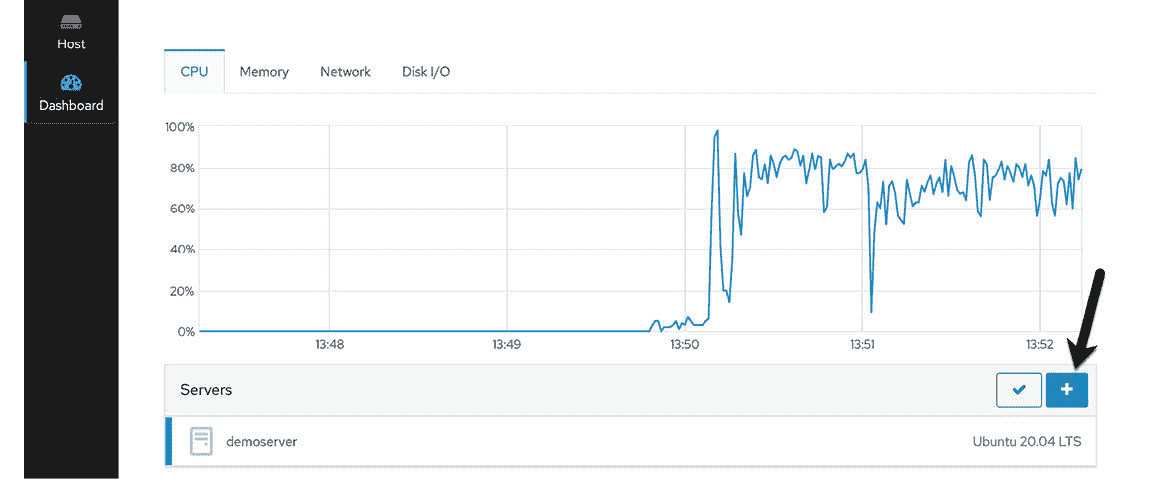 Host
Dashboard
CPU Memory Network Disk I/O
100%
80%
60%
40%
20%
0%
13:48 13:49 13:50 13:51 13:52
Servers
demoserver Ubuntu 20.04 LTS